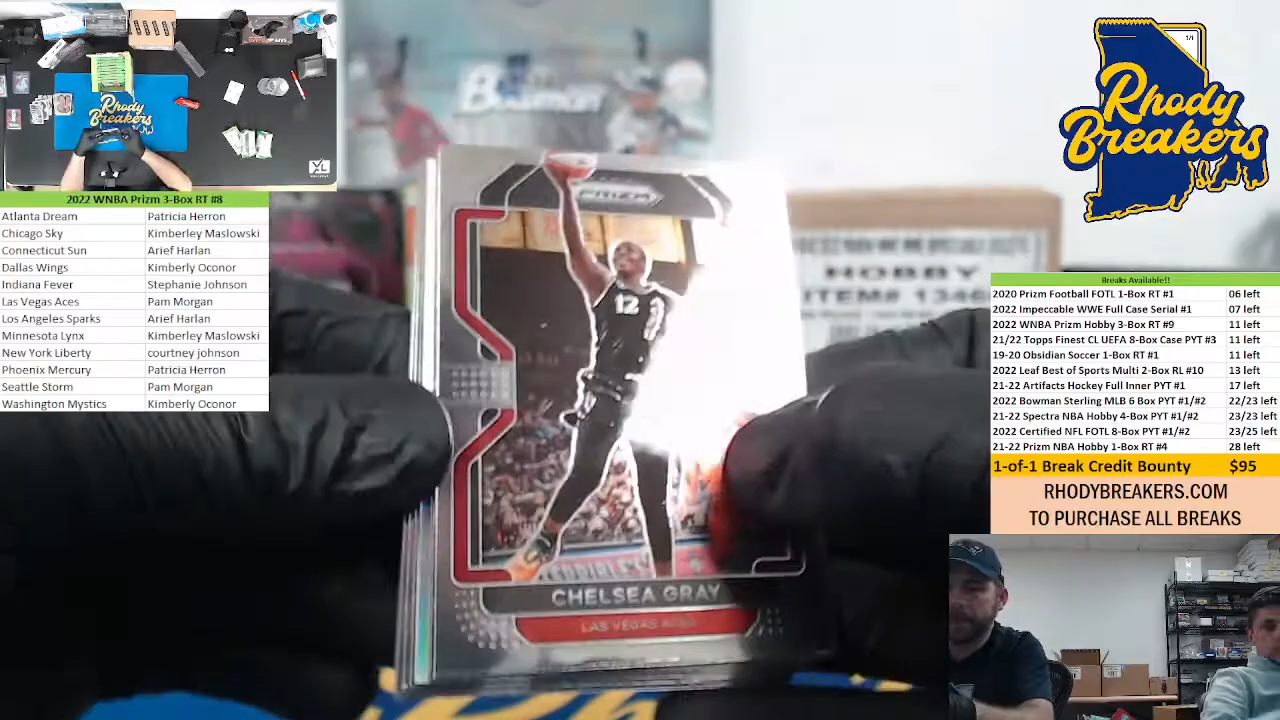 Rhody
Breakers
2022 WNBA Prizm 3-Box RT #8
Atlanta Dream Patricia Herron
Chicago Sky Kimberley Maslowski
Connecticut Sun Arief Harlan
Dallas Wings Kimberly Oconor
Indiana Fever Stephanie Johnson
Las Vegas Aces Pam Morgan
Los Angeles Sparks Arief Harlan
Minnesota Lynx Kimberley Maslowski
New York Liberty courtney johnson
Phoenix Mercury Patricia Herron
Seattle Storm Pam Morgan
Washington Mystics Kimberly Oconor
Bowman
PRIZM
12
CHELSEA GRAY
LAS VEGAS ACES
HOBBY
ITEM# 1346
1/1
Rhody
Breakers
Breaks Available!!
2020 Prizm Football FOTL 1-Box RT #1 06 left
2022 Impeccable WWE Full Case Serial #1 07 left
2022 WNBA Prizm Hobby 3-Box RT #9 11 left
21/22 Topps Finest CL UEFA 8-Box Case PYT #3 11 left
19-20 Obsidian Soccer 1-Box RT #1 11 left
2022 Leaf Best of Sports Multi 2-Box RL #10 13 left
21-22 Artifacts Hockey Full Inner PYT #1 17 left
2022 Bowman Sterling MLB 6 Box PYT #1/#2 22/23 left
21-22 Spectra NBA Hobby 4-Box PYT #1/#2 23/23 left
2022 Certified NFL FOTL 8-Box PYT #1/#2 23/25 left
21-22 Prizm NBA Hobby 1-Box RT #4 28 left
1-of-1 Break Credit Bounty $95
RHODYBREAKERS.COM
TO PURCHASE ALL BREAKS